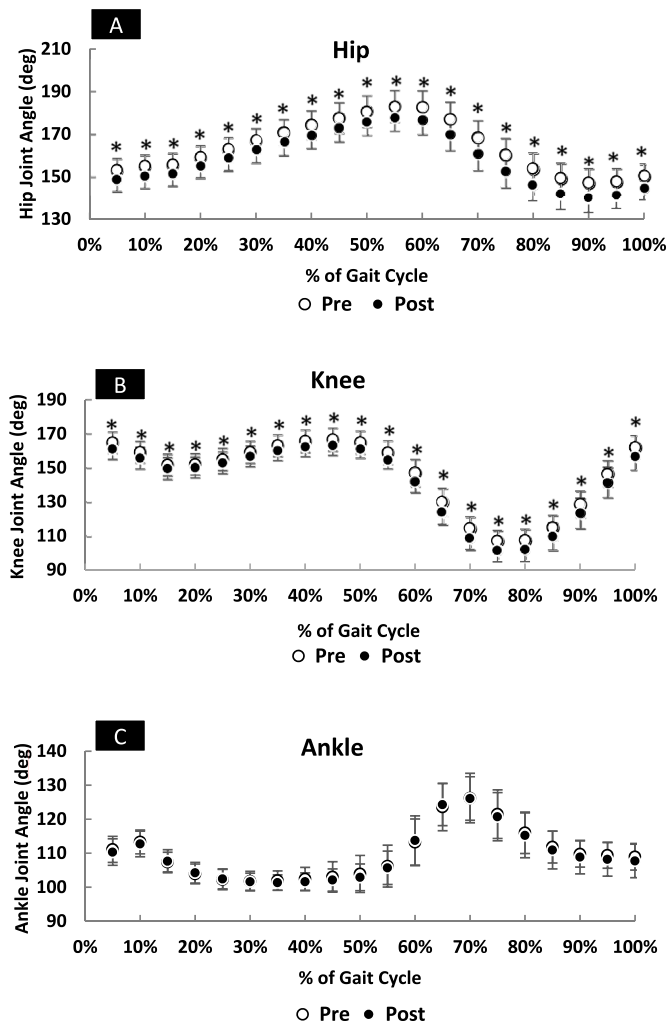 A
Hip
Hip Joint Angle (deg)
210
190
170
150
130
* * * * * * * * * * * * * * * * * * * *
0% 10% 20% 30% 40% 50% 60% 70% 80% 90% 100%
% of Gait Cycle
Pre Post
B
Knee
Knee Joint Angle (deg)
190
170
150
130
110
90
* * * * * * * * * * * * * * * * * * * *
0% 10% 20% 30% 40% 50% 60% 70% 80% 90% 100%
% of Gait Cycle
Pre Post
C
Ankle
Ankle Joint Angle (deg)
140
130
120
110
100
90
0% 10% 20% 30% 40% 50% 60% 70% 80% 90% 100%
% of Gait Cycle
Pre Post